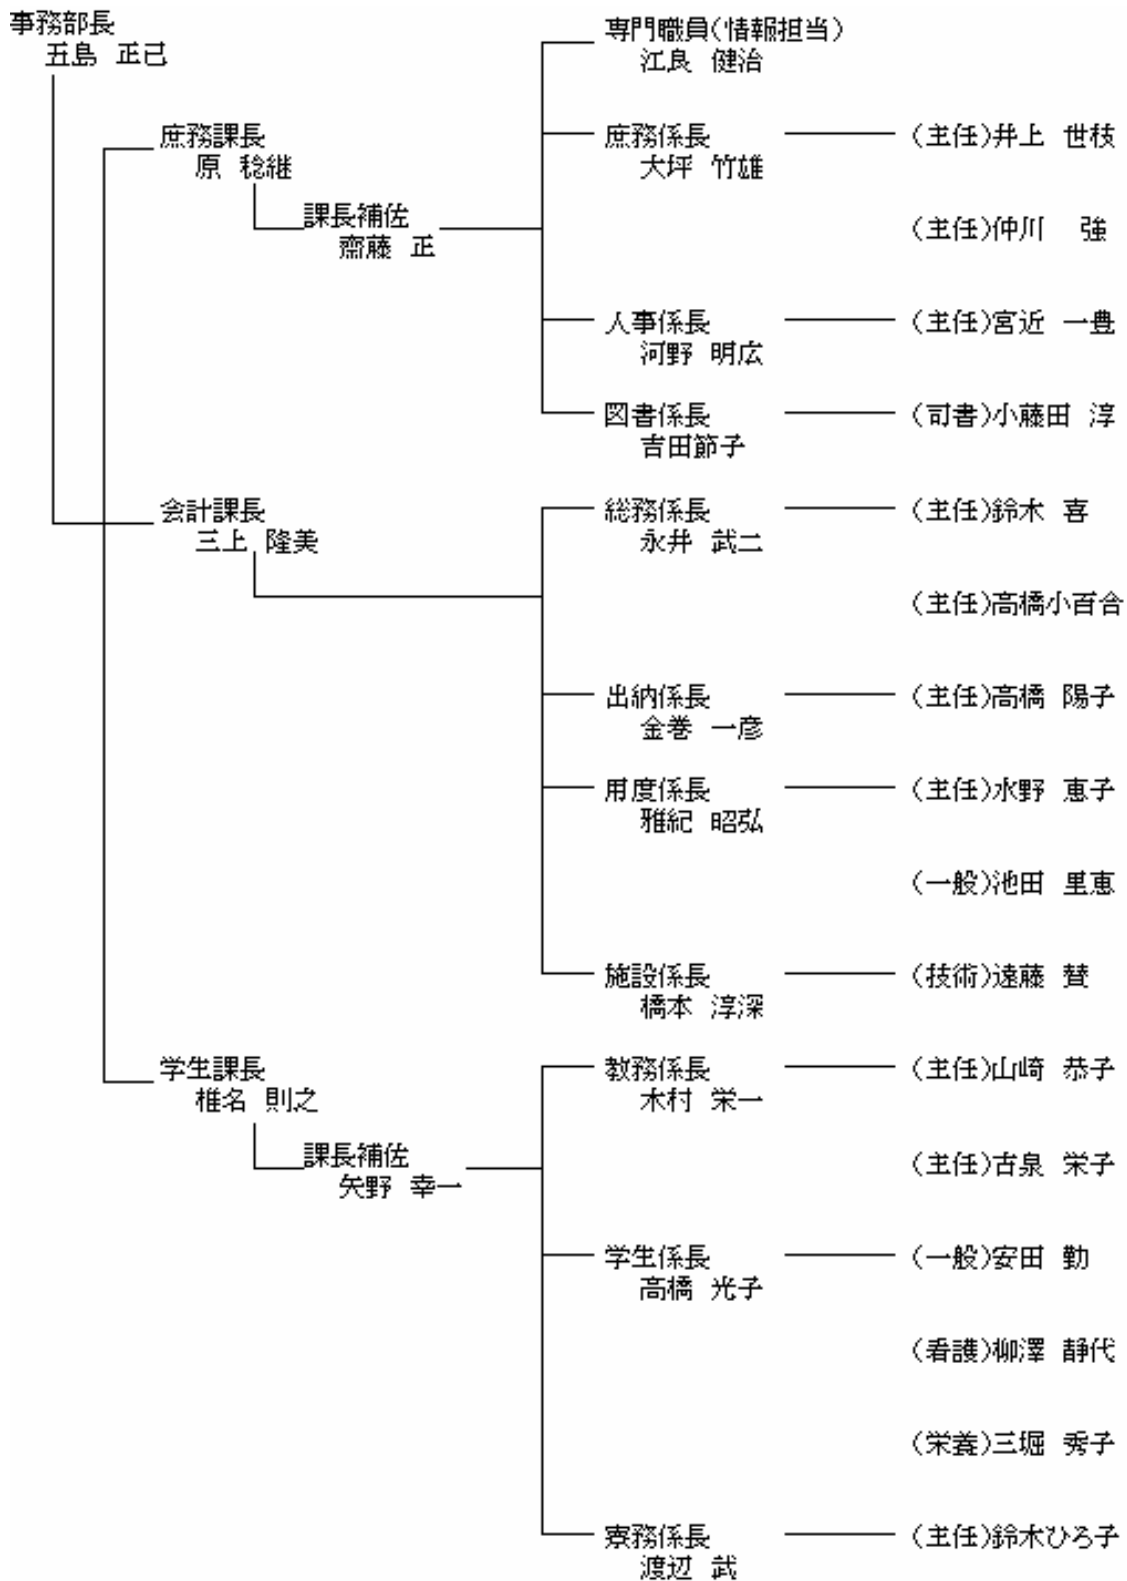 事務部長
五島 正己
専門職員(情報担当)
江良 健治
庶務課長
原 稔継
課長補佐
齋藤 正
庶務係長
大坪 竹雄
(主任)井上 世枝
(主任)仲川 強
人事係長
河野 明広
(主任)宮近 一豊
図書係長
吉田節子
(司書)小藤田 淳
会計課長
三上 隆美
総務係長
永井 武二
(主任)鈴木 喜
(主任)高橋小百合
出納係長
金巻 一彦
(主任)高橋 陽子
用度係長
雅紀 昭弘
(主任)水野 恵子
(一般)池田 里恵
施設係長
橋本 淳深
(技術)遠藤 賛
学生課長
椎名 則之
課長補佐
矢野 幸一
教務係長
木村 栄一
(主任)山崎 恭子
(主任)古泉 栄子
学生係長
高橋 光子
(一般)安田 勤
(看護)柳澤 静代
(栄養)三堀 秀子
寮務係長
渡辺 武
(主任)鈴木ひろ子